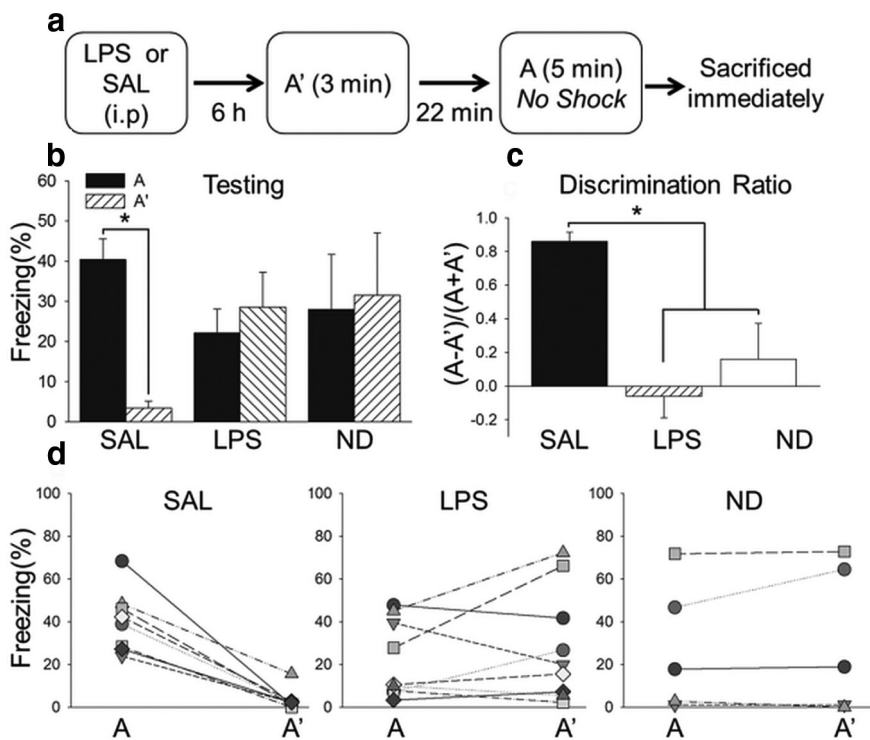 a
LPS or
SAL
(i.p)
6 h
A' (3 min)
22 min
A (5 min)
No Shock
Sacrificed
immediately
b
Testing
A
A'
*
Freezing(%)
60
50
40
30
20
10
0
SAL LPS ND
c
Discrimination Ratio
*
(A-A')/(A+A')
1.0
0.8
0.6
0.4
0.2
0.0
-0.2
SAL LPS ND
d
Freezing(%)
SAL
100
80
60
40
20
0
A A'
LPS
100
80
60
40
20
0
A A'
ND
100
80
60
40
20
0
A A'